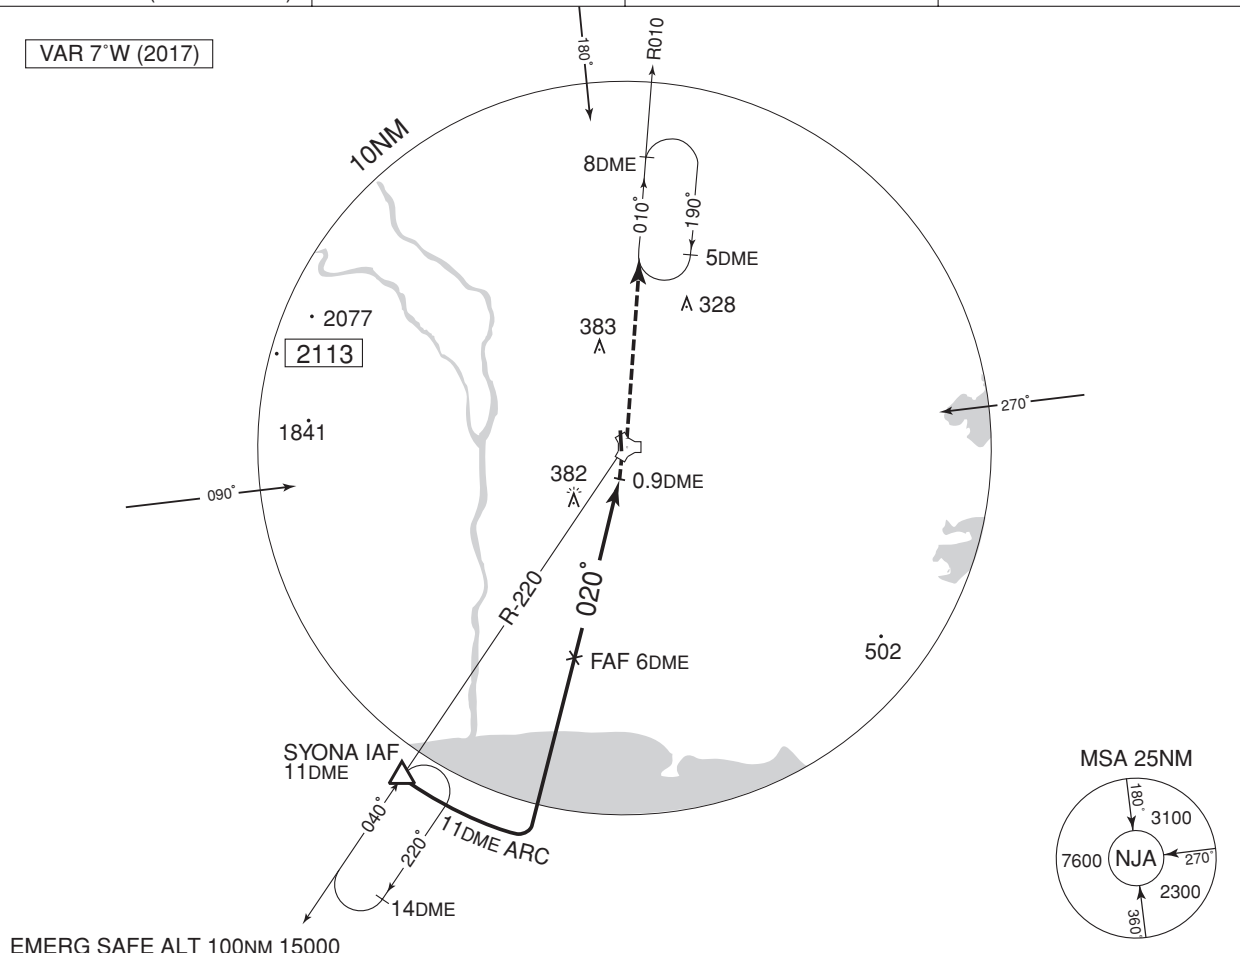 VAR 7°W (2017)
180°
R010
10NM
8DME
010°
190°
5DME
328
383
2077
2113
1841
270°
382
0.9DME
090°
R-220
020°
FAF 6DME
502
SYONA IAF
11DME
040°
220°
11DME ARC
14DME
EMERG SAFE ALT 100NM 15000
MSA 25NM
180°
3100
7600
NJA
270°
2300
360°